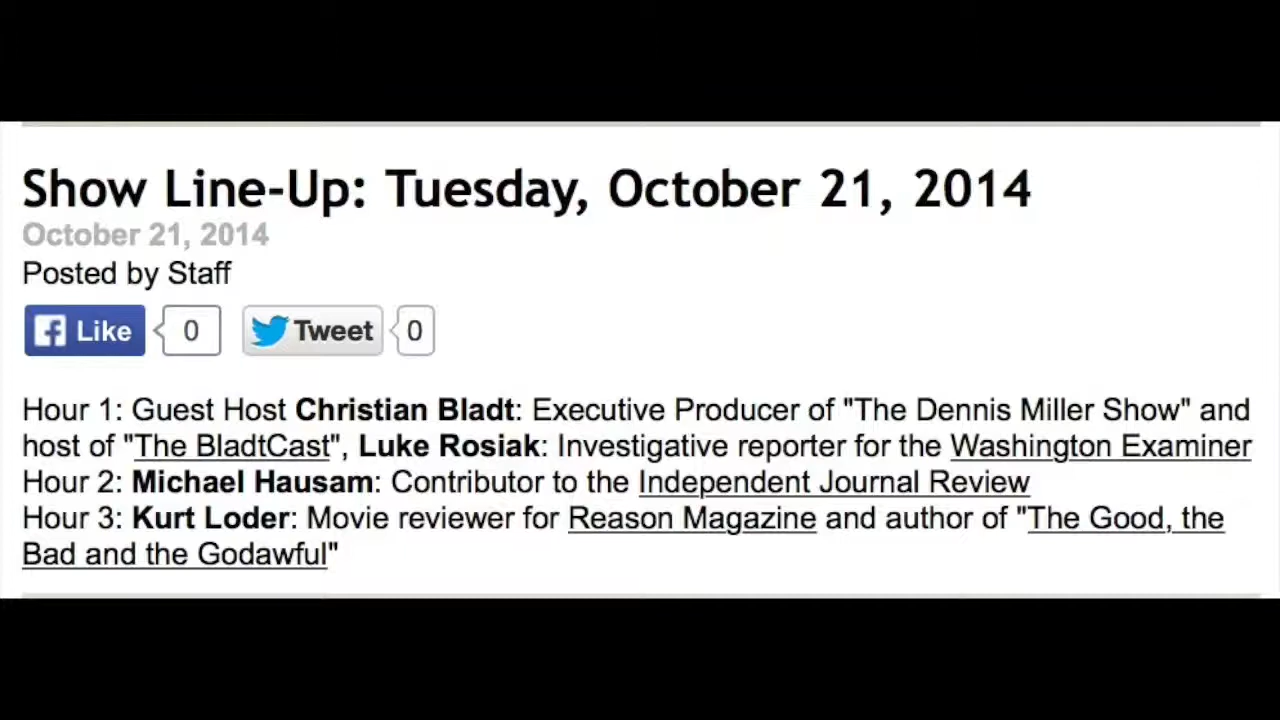 Show Line-Up: Tuesday, October 21, 2014
October 21, 2014
Posted by Staff
Like 0 Tweet 0
Hour 1: Guest Host Christian Bladt: Executive Producer of "The Dennis Miller Show" and
host of "The BladtCast", Luke Rosiak: Investigative reporter for the Washington Examiner
Hour 2: Michael Hausam: Contributor to the Independent Journal Review
Hour 3: Kurt Loder: Movie reviewer for Reason Magazine and author of "The Good, the
Bad and the Godawful"